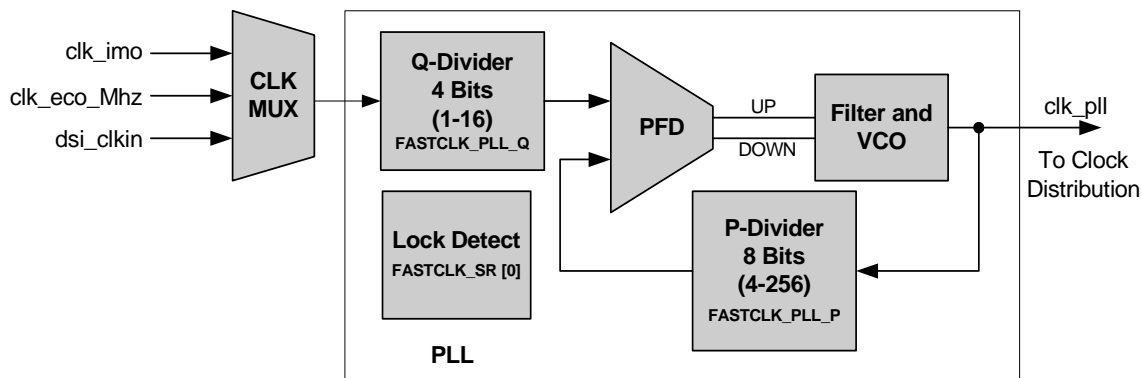 clk_imo
clk_eco_Mhz
dsi_clkin
CLK
MUX
Q-Divider
4 Bits
(1-16)
FASTCLK_PLL_Q
Lock Detect
FASTCLK_SR [0]
PLL
PFD
UP
DOWN
Filter and
VCO
P-Divider
8 Bits
(4-256)
FASTCLK_PLL_P
clk_pll
To Clock
Distribution